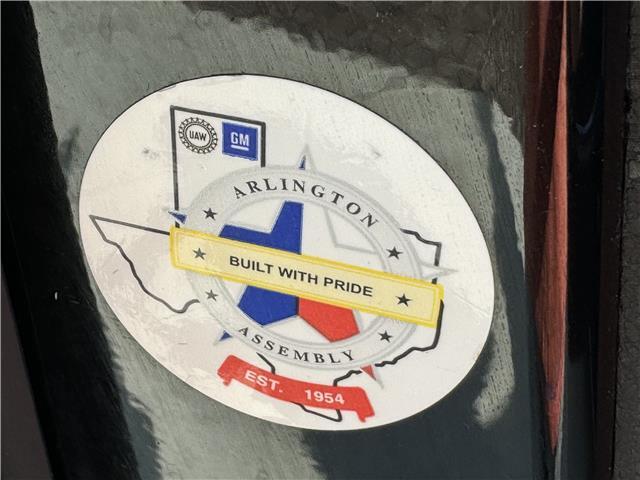 UAW
GM
ARLINGTON
BUILT WITH PRIDE
ASSEMBLY
EST. 1954